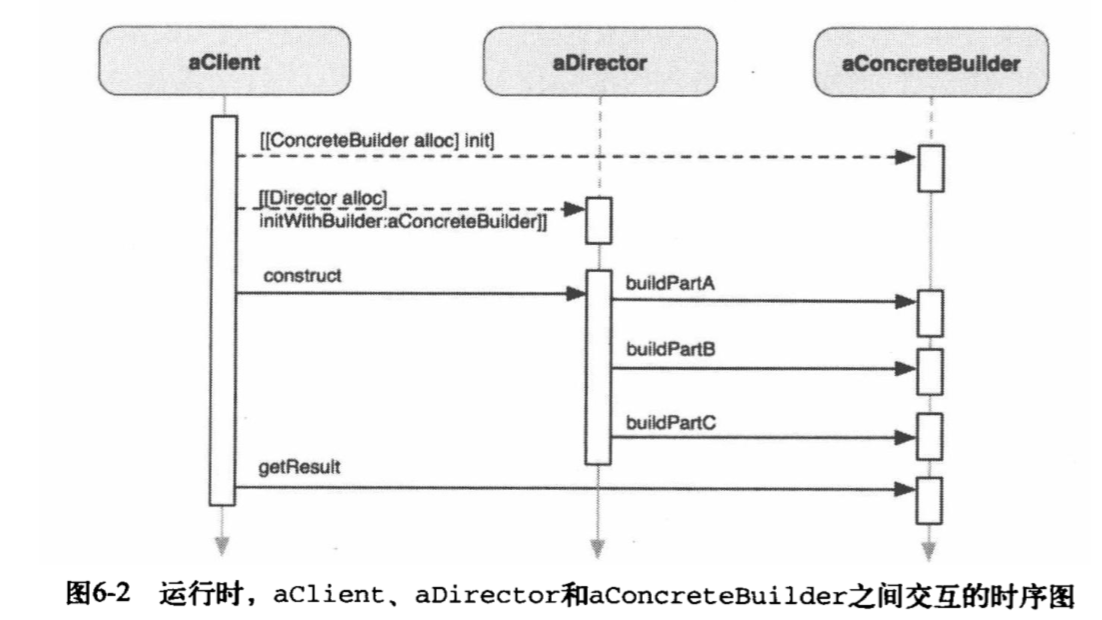 aClient
aDirector
aConcreteBuilder
[[ConcreteBuilder alloc] init]
[[Director alloc]
initWithBuilder:aConcreteBuilder]]
construct
buildPartA
buildPartB
buildPartC
getResult
图6-2 运行时，aClient、aDirector和aConcreteBuilder之间交互的时序图